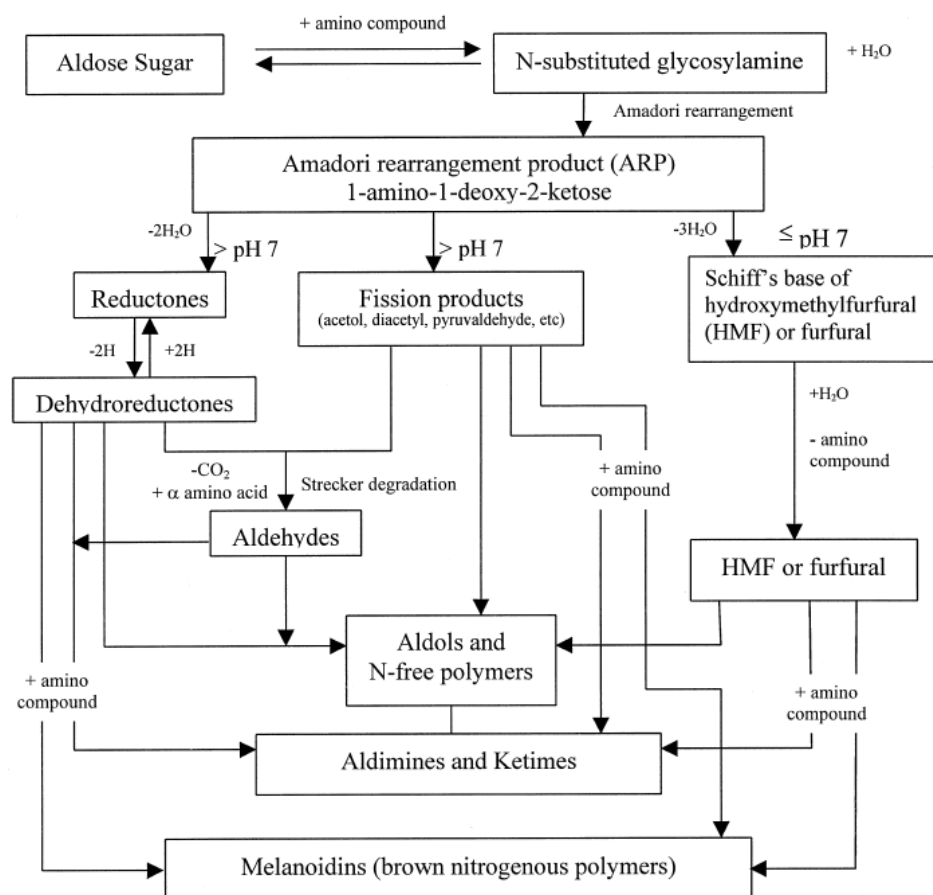 + amino compound
Aldose Sugar
N-substituted glycosylamine
+ H₂O
Amadori rearrangement
Amadori rearrangement product (ARP)
1-amino-1-deoxy-2-ketose
-2H₂O
> pH 7
> pH 7
-3H₂O
≤ pH 7
Reductones
Fission products
(acetol, diacetyl, pyruvaldehyde, etc)
Schiff's base of
hydroxymethylfurfural
(HMF) or furfural
-2H
+2H
Dehydroreductones
+H₂O
- amino
compound
-CO₂
+ α amino acid
Strecker degradation
+ amino
compound
Aldehydes
HMF or furfural
Aldols and
N-free polymers
+ amino
compound
+ amino
compound
Aldimines and Ketimes
Melanoidins (brown nitrogenous polymers)